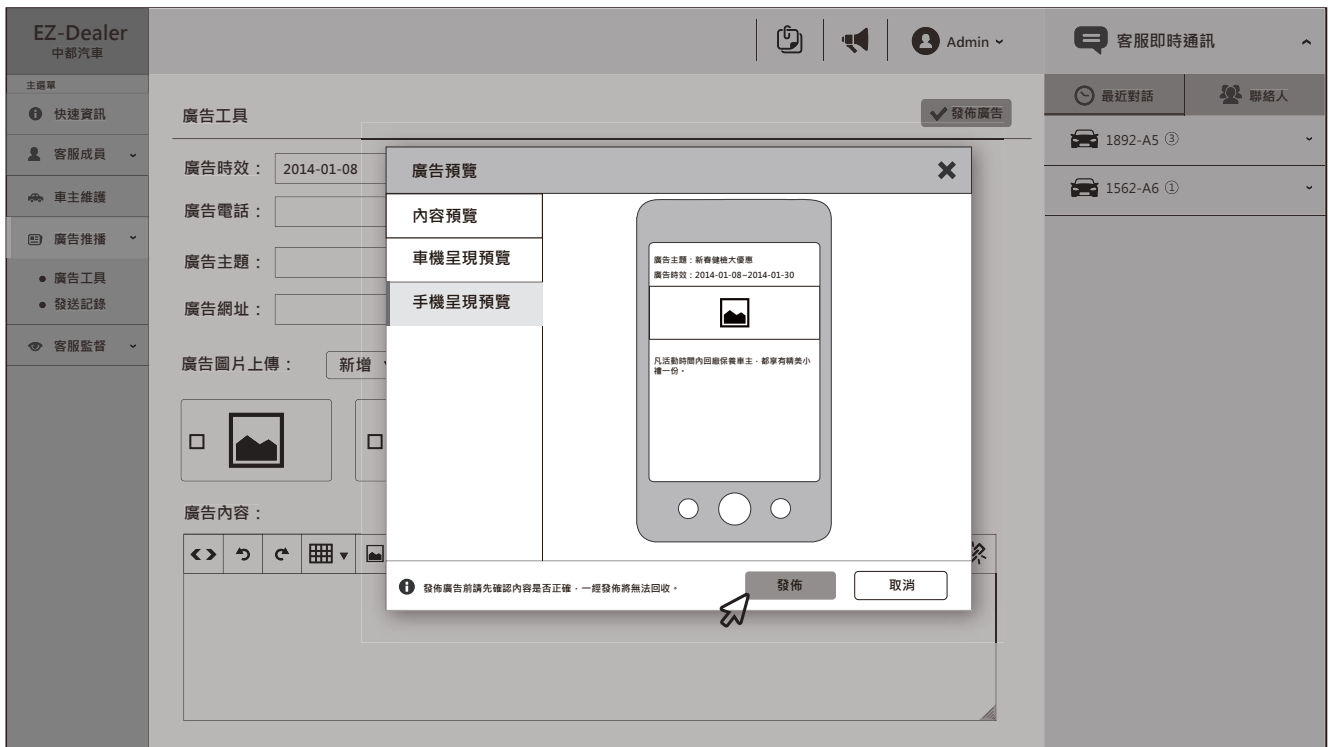 EZ-Dealer
中都汽車
Admin
客服即時通訊
主選單
快速資訊
客服成員
車主維護
廣告推播
廣告工具
發送記錄
客服監督
廣告工具
發佈廣告
廣告時效：
2014-01-08
廣告電話：
廣告主題：
廣告網址：
廣告圖片上傳：
新增
廣告內容：
廣告預覽
內容預覽
車機呈現預覽
手機呈現預覽
廣告主題：新春健檢大優惠
廣告時效：2014-01-08~2014-01-30
凡活動時間內回廠保養車主，都享有精美小
禮一份。
發佈廣告前請先確認內容是否正確，一經發佈將無法回收。
發佈
取消
最近對話
聯絡人
1892-A5 ③
1562-A6 ①